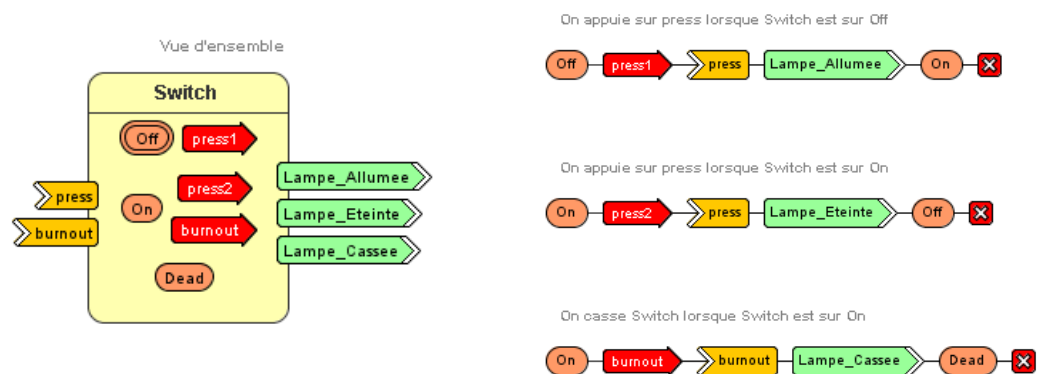 Vue d'ensemble
Switch
Off press1
press2
On
burnout
Dead
press
burnout
Lampe_Allumee
Lampe_Eteinte
Lampe_Cassee
On appuie sur press lorsque Switch est sur Off
Off press1 press Lampe_Allumee On
On appuie sur press lorsque Switch est sur On
On press2 press Lampe_Eteinte Off
On casse Switch lorsque Switch est sur On
On burnout burnout Lampe_Cassee Dead